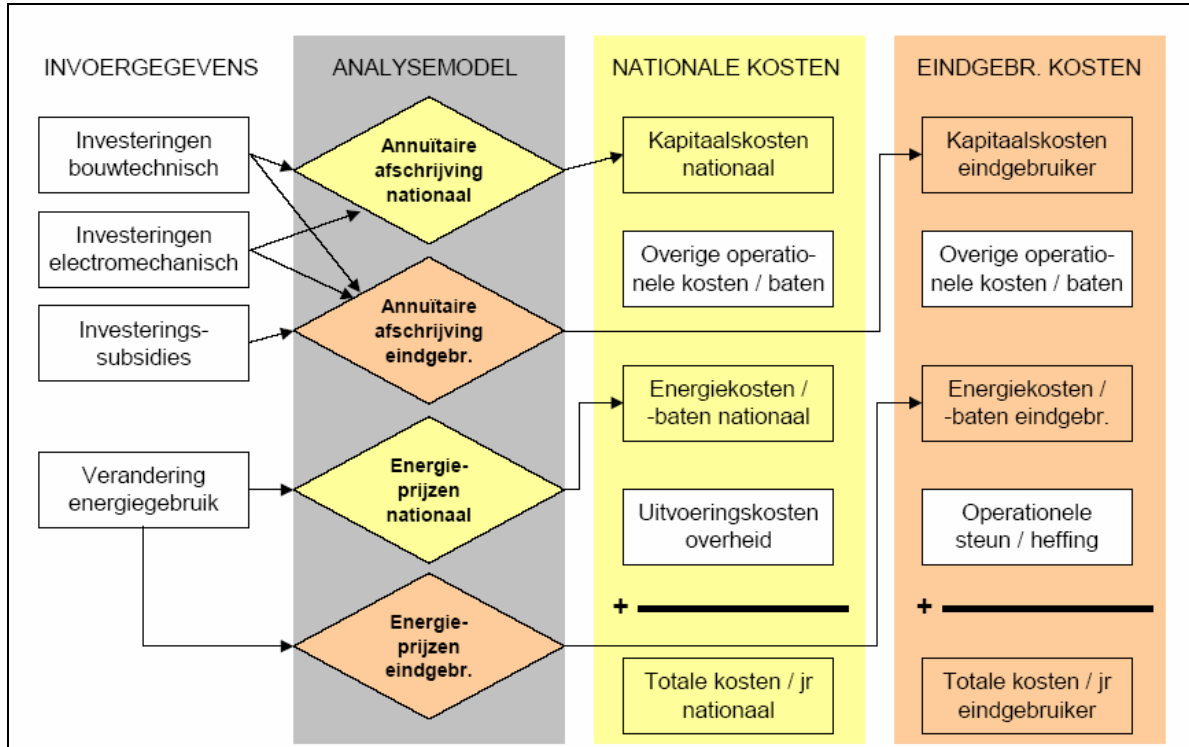 INVOERGEGEVENS
Investeringen
bouwtechnisch
Investeringen
electromechanisch
Investerings-
subsidies
Verandering
energiegebruik
ANALYSEMODEL
Annuïtaire
afschrijving
nationaal
Annuïtaire
afschrijving
eindgebr.
Energie-
prijzen
nationaal
Energie-
prijzen
eindgebr.
NATIONALE KOSTEN
Kapitaalskosten
nationaal
Overige operatio-
nele kosten / baten
Energiekosten /
-baten nationaal
Uitvoeringskosten
overheid
+
Totale kosten / jr
nationaal
EINDGEBR. KOSTEN
Kapitaalskosten
eindgebruiker
Overige operatio-
nele kosten / baten
Energiekosten /
-baten eindgebr.
Operationele
steun / heffing
+
Totale kosten / jr
eindgebruiker